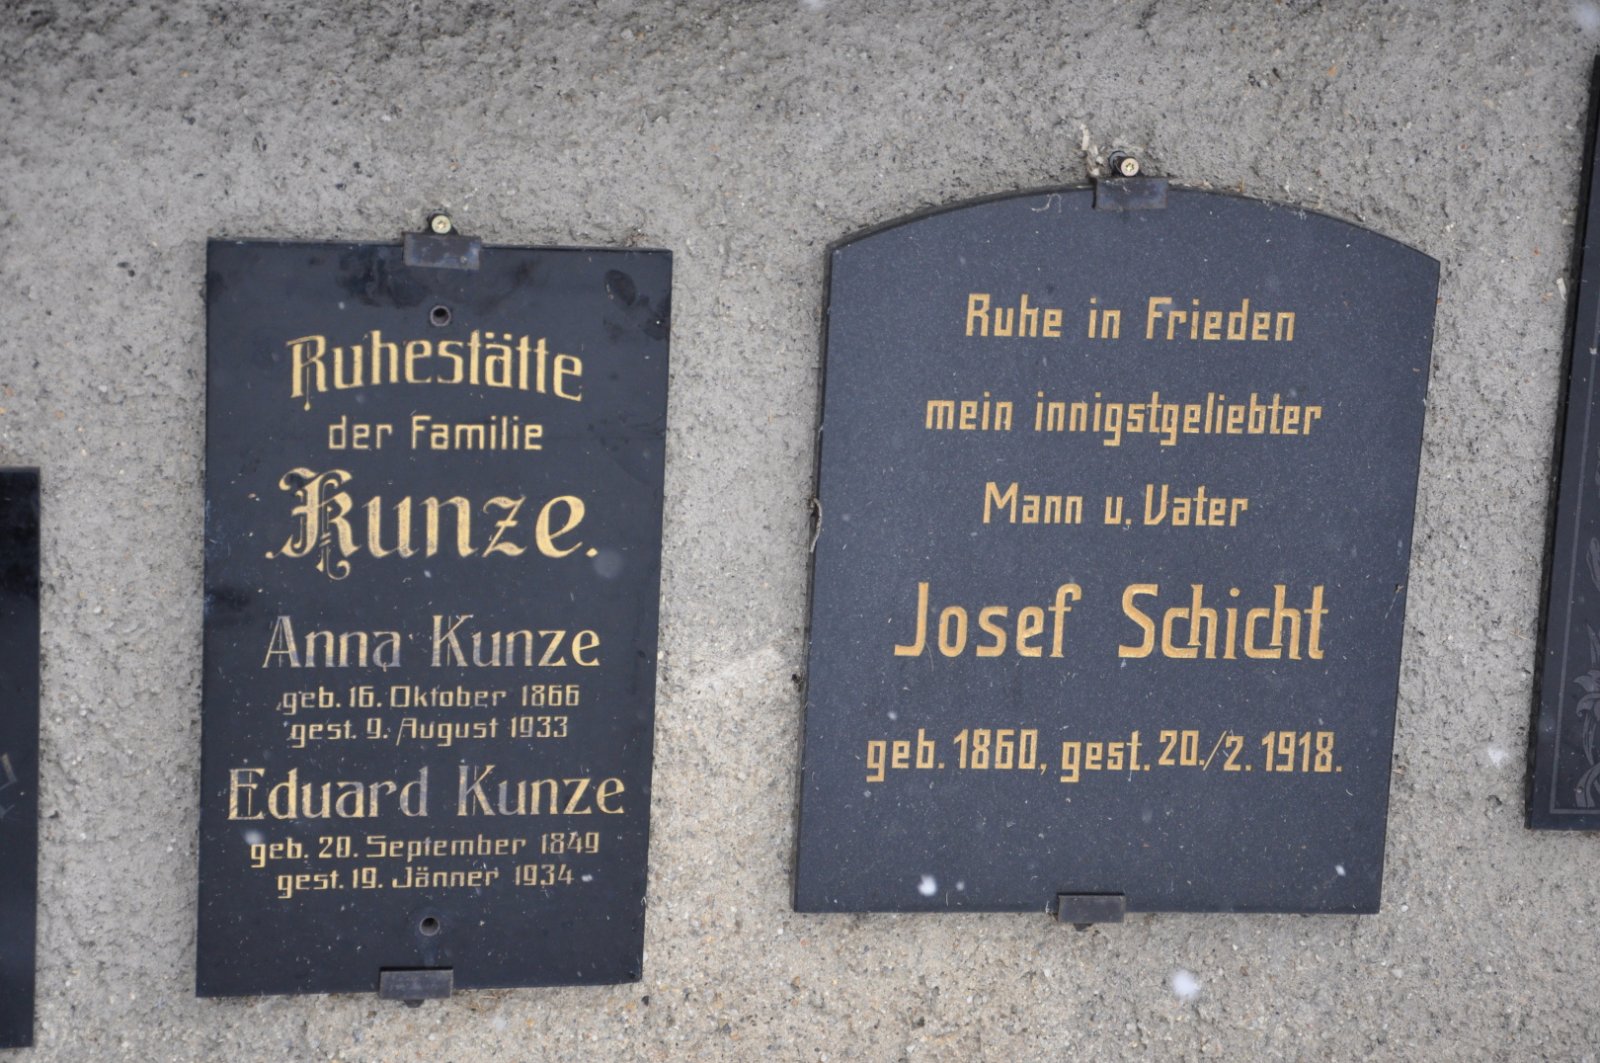 Ruhestätte
der Familie
Kunze.
Anna Kunze
geb. 16. Oktober 1866
gest. 9. August 1933
Eduard Kunze
geb. 20. September 1849
gest. 19. Jänner 1934
Ruhe in Frieden
mein innigstgeliebter
Mann u. Vater
Josef Schicht
geb. 1860, gest. 20./2. 1918.